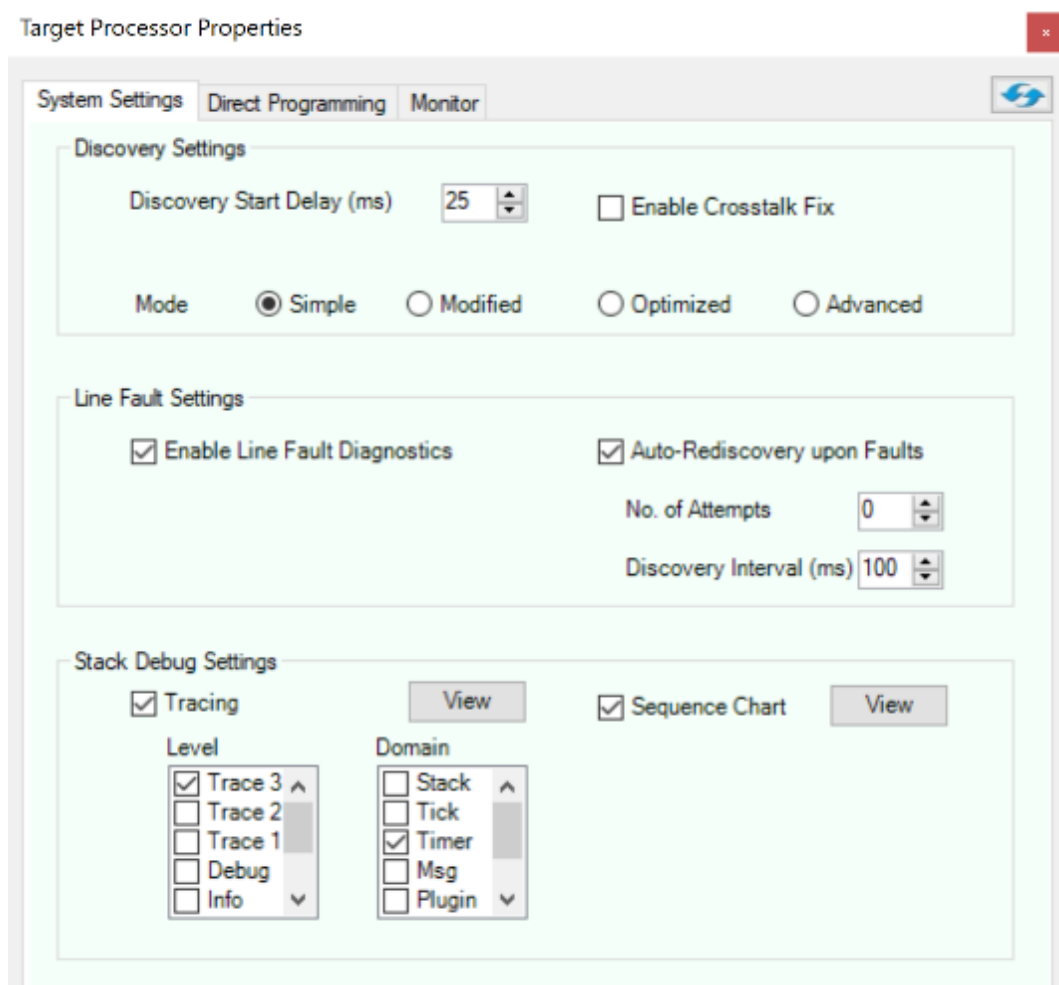 Target Processor Properties
x
System Settings Direct Programming Monitor
Discovery Settings
Discovery Start Delay (ms) 25 Enable Crosstalk Fix
Mode Simple Modified Optimized Advanced
Line Fault Settings
Enable Line Fault Diagnostics Auto-Rediscovery upon Faults
No. of Attempts 0
Discovery Interval (ms) 100
Stack Debug Settings
Tracing View Sequence Chart View
Level Domain
Trace 3 Stack
Trace 2 Tick
Trace 1 Timer
Debug Msg
Info Plugin